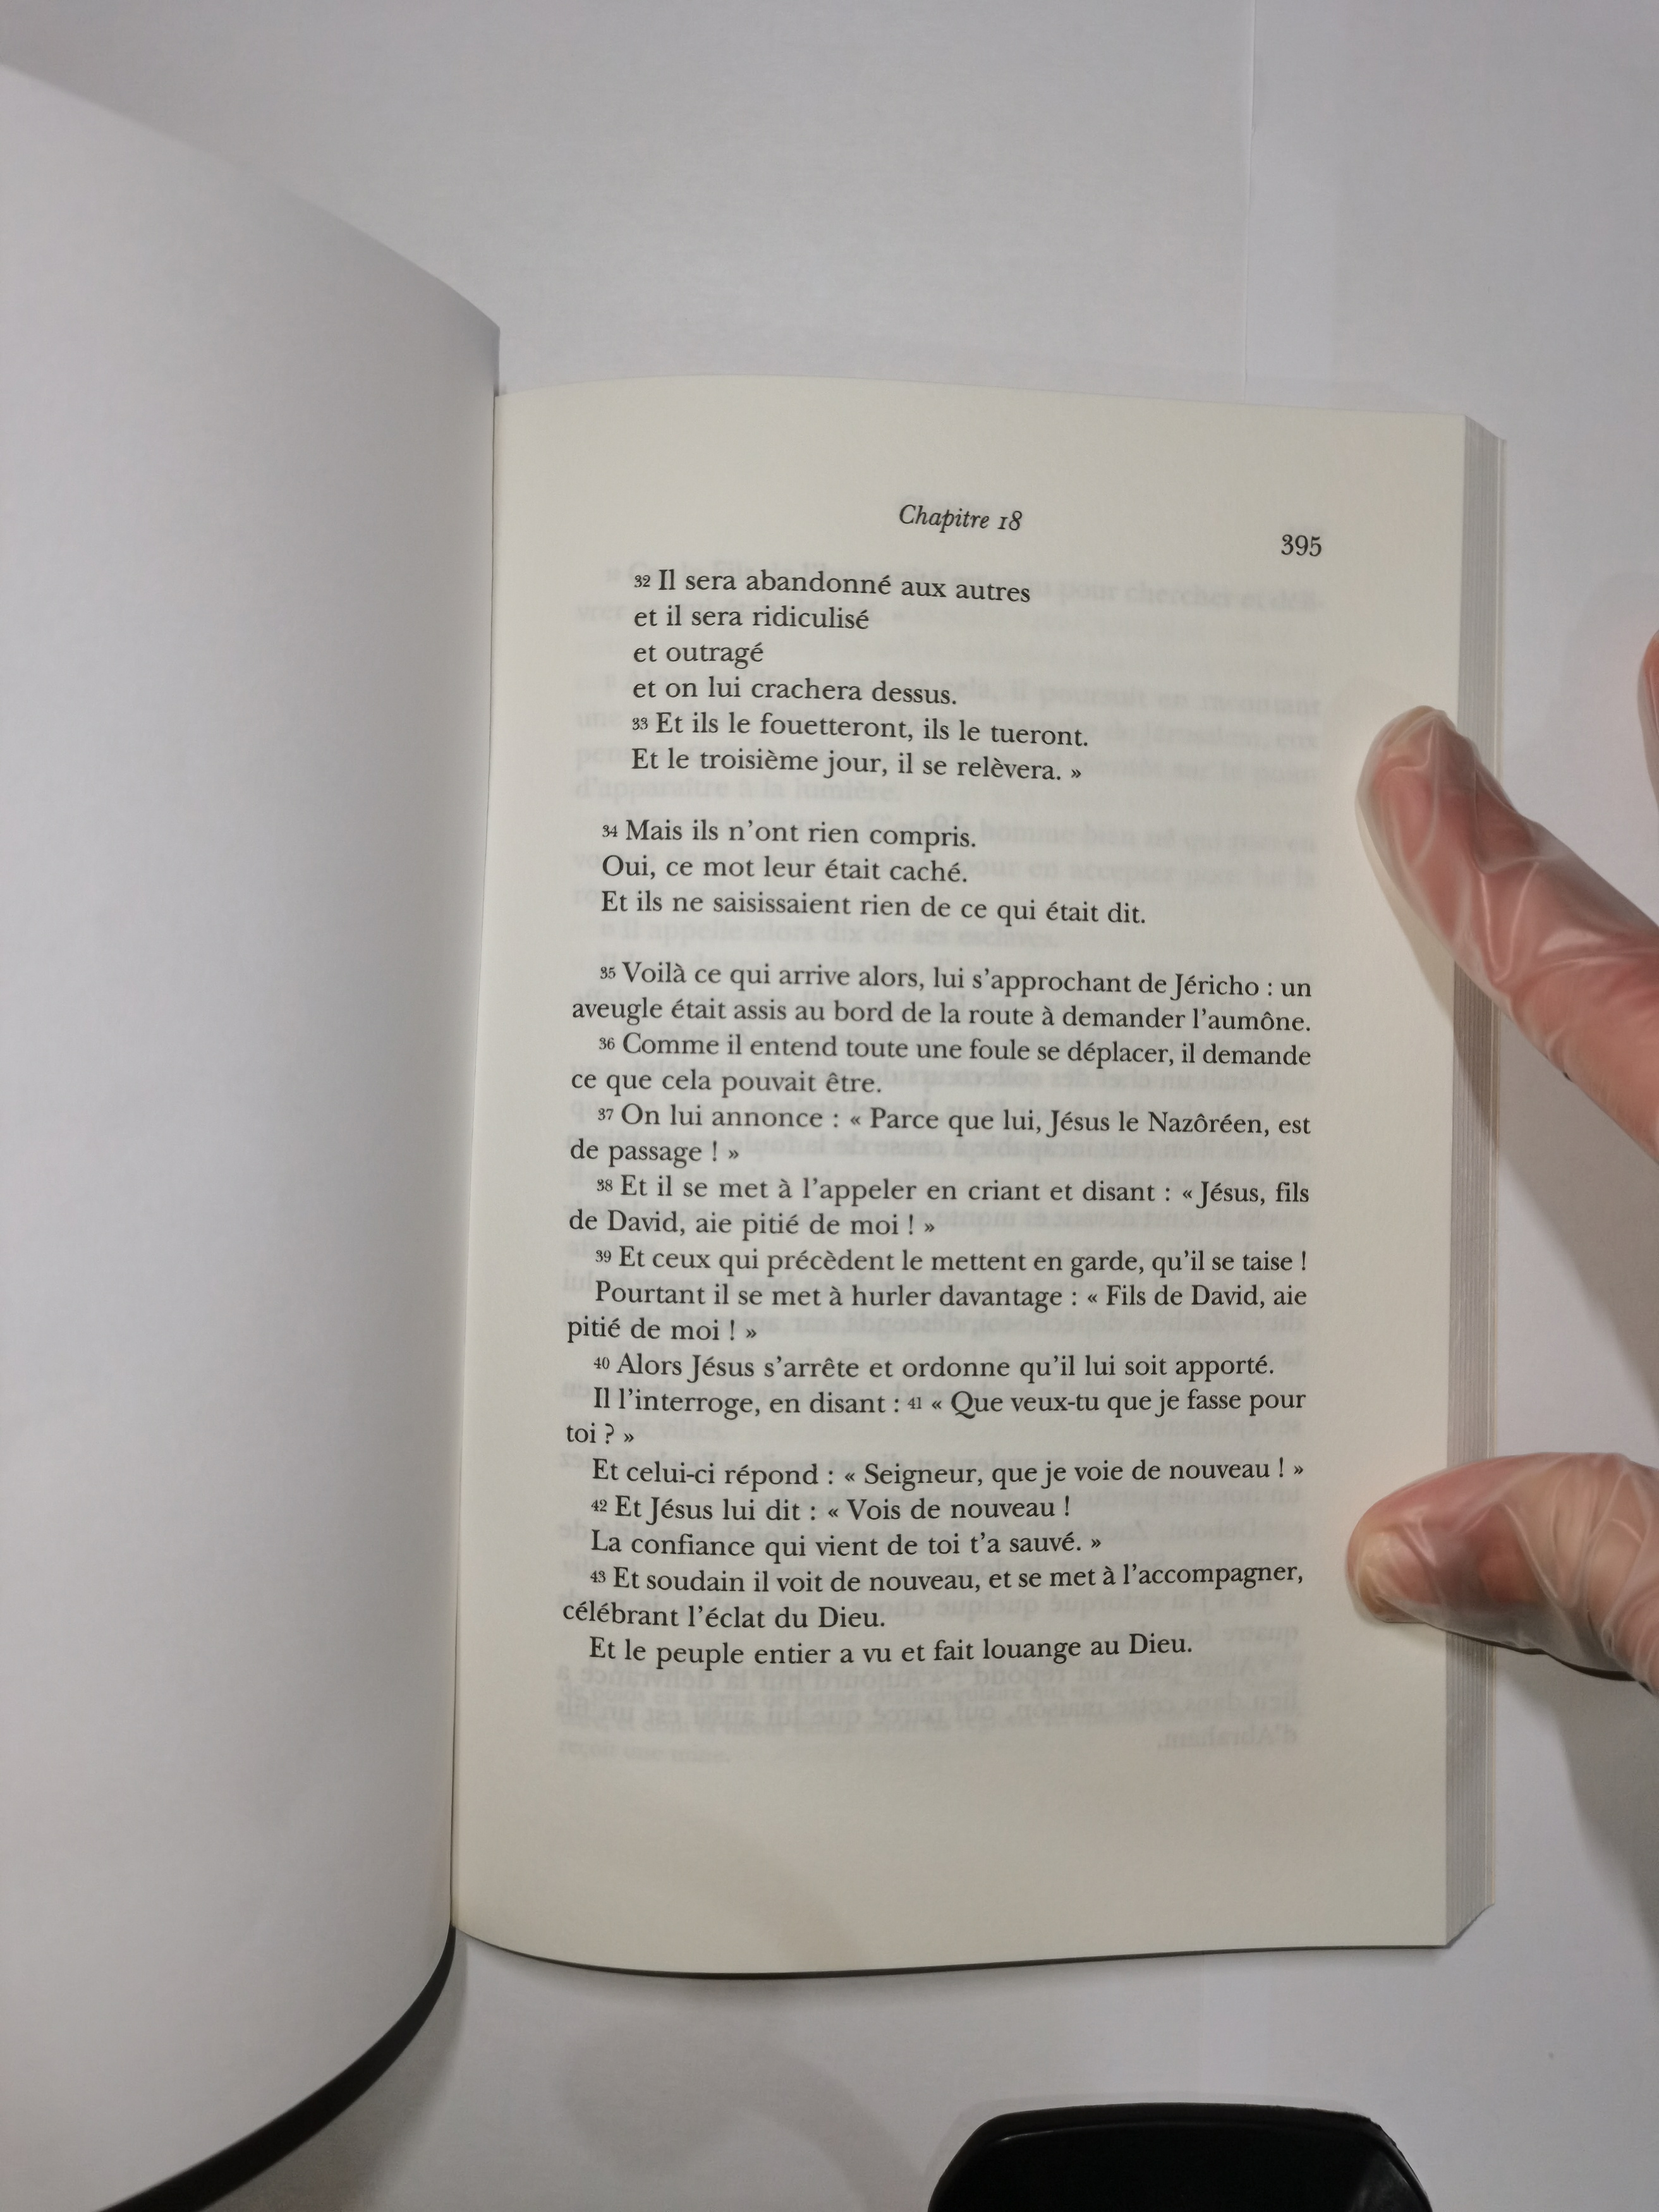 Chapitre 18
395
32 Il sera abandonné aux autres
et il sera ridiculisé
et outragé
et on lui crachera dessus.
33 Et ils le fouetteront, ils le tueront.
Et le troisième jour, il se relèvera. »
34 Mais ils n’ont rien compris.
Oui, ce mot leur était caché.
Et ils ne saisissaient rien de ce qui était dit.
35 Voilà ce qui arrive alors, lui s’approchant de Jéricho : un
aveugle était assis au bord de la route à demander l’aumône.
36 Comme il entend toute une foule se déplacer, il demande
ce que cela pouvait être.
37 On lui annonce : « Parce que lui, Jésus le Nazôréen, est
de passage ! »
38 Et il se met à l’appeler en criant et disant : « Jésus, fils
de David, aie pitié de moi ! »
39 Et ceux qui précèdent le mettent en garde, qu’il se taise !
Pourtant il se met à hurler davantage : « Fils de David, aie
pitié de moi ! »
40 Alors Jésus s’arrête et ordonne qu’il lui soit apporté.
Il l’interroge, en disant : 41 « Que veux-tu que je fasse pour
toi ? »
Et celui-ci répond : « Seigneur, que je voie de nouveau ! »
42 Et Jésus lui dit : « Vois de nouveau !
La confiance qui vient de toi t’a sauvé. »
43 Et soudain il voit de nouveau, et se met à l’accompagner,
célébrant l’éclat du Dieu.
Et le peuple entier a vu et fait louange au Dieu.